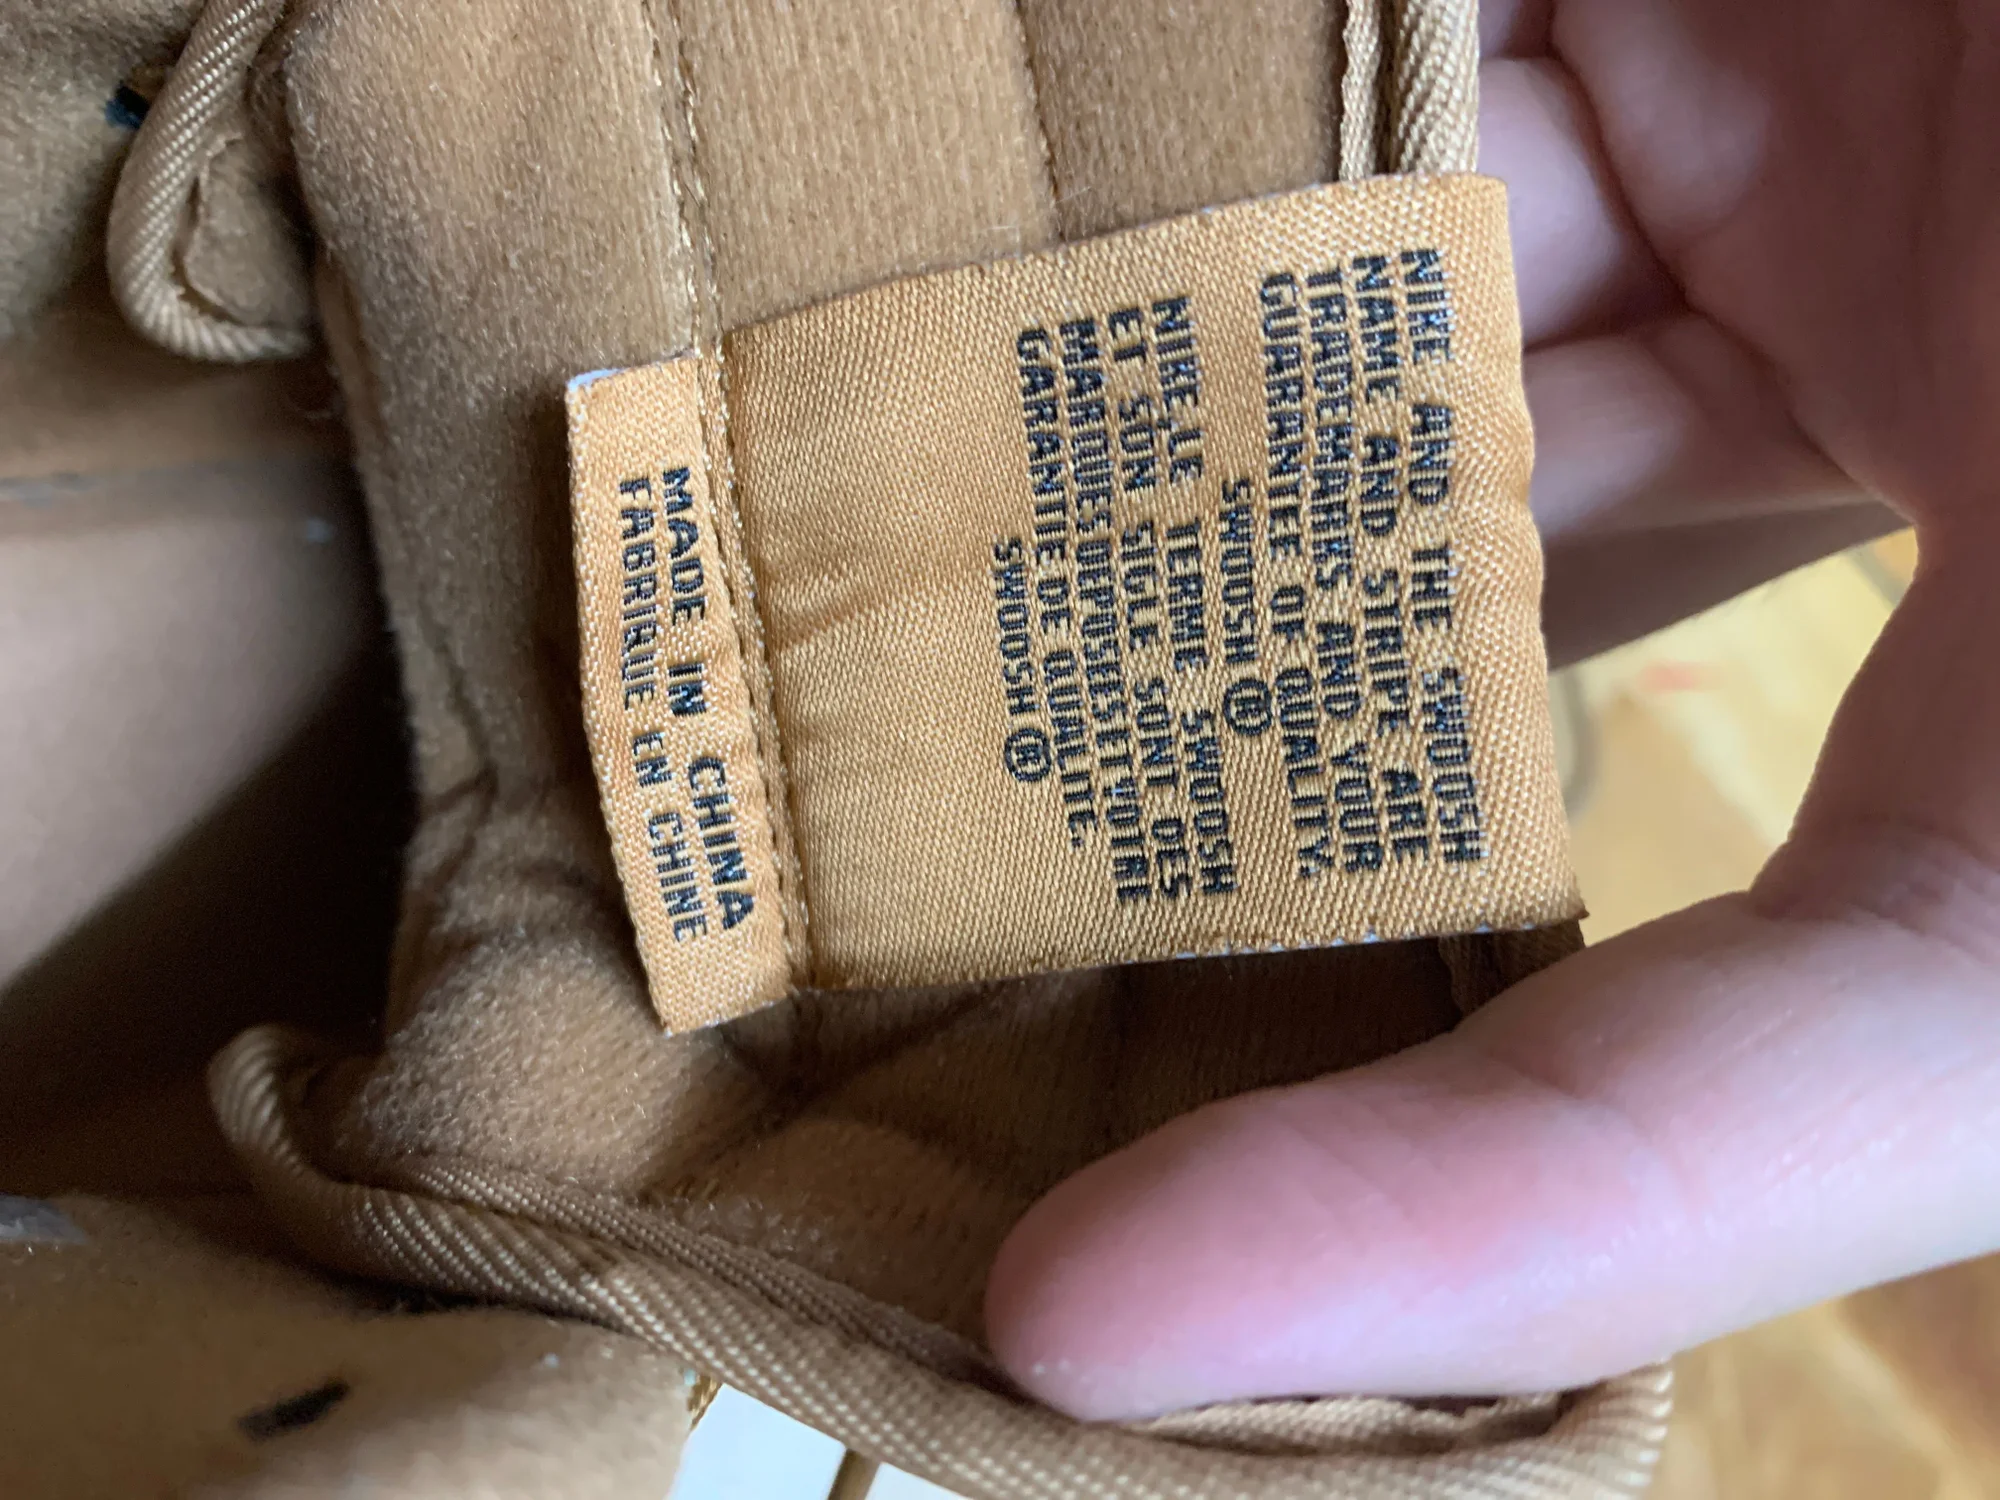 NIKE AND THE SWOOSH
NAME AND STRIPE ARE
TRADEMARKS AND YOUR
GUARANTEE OF QUALITY.
SWOOSH ®
NIKE, LE TERME SWOOSH
ET SON SIGLE SONT DES
MARQUES DEPOSEES ET VOTRE
GARANTIE DE QUALITE.
SWOOSH ®
MADE IN CHINA
FABRIQUE EN CHINE